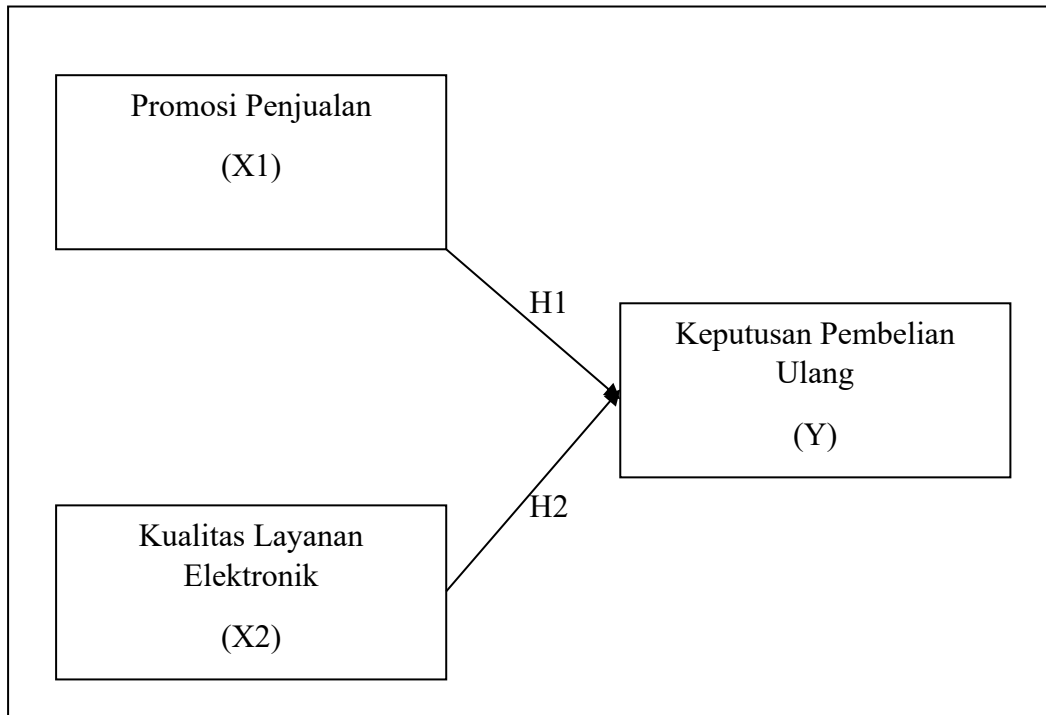 Promosi Penjualan
(X1)
H1
Keputusan Pembelian
Ulang
(Y)
H2
Kualitas Layanan
Elektronik
(X2)